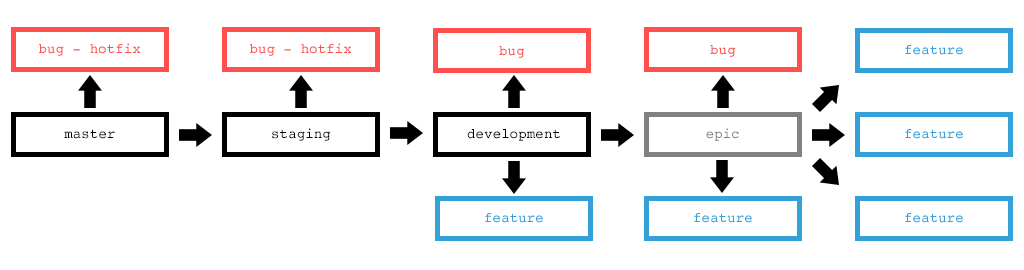 bug - hotfix
bug - hotfix
bug
bug
feature
master
staging
development
epic
feature
feature
feature
feature